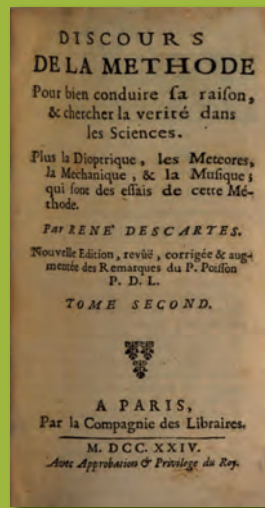 DISCOURS
DE LA METHODE
Pour bien conduire ſa raiſon,
& chercher la verité dans
les Sciences.
Plus la Dioptrique, les Meteores,
la Mechanique, & la Muſique;
qui ſont des eſſais de cette Mé-
thode.
Par RENE' DESCARTES.
Nouvelle Edition, revûë, corrigée & aug-
mentée des Remarques du P. Poiſſon
P. D. L.
TOME SECOND.
A PARIS,
Par la Compagnie des Libraires.
M. DCC. XXIV.
Avec Approbation & Privilege du Roy.